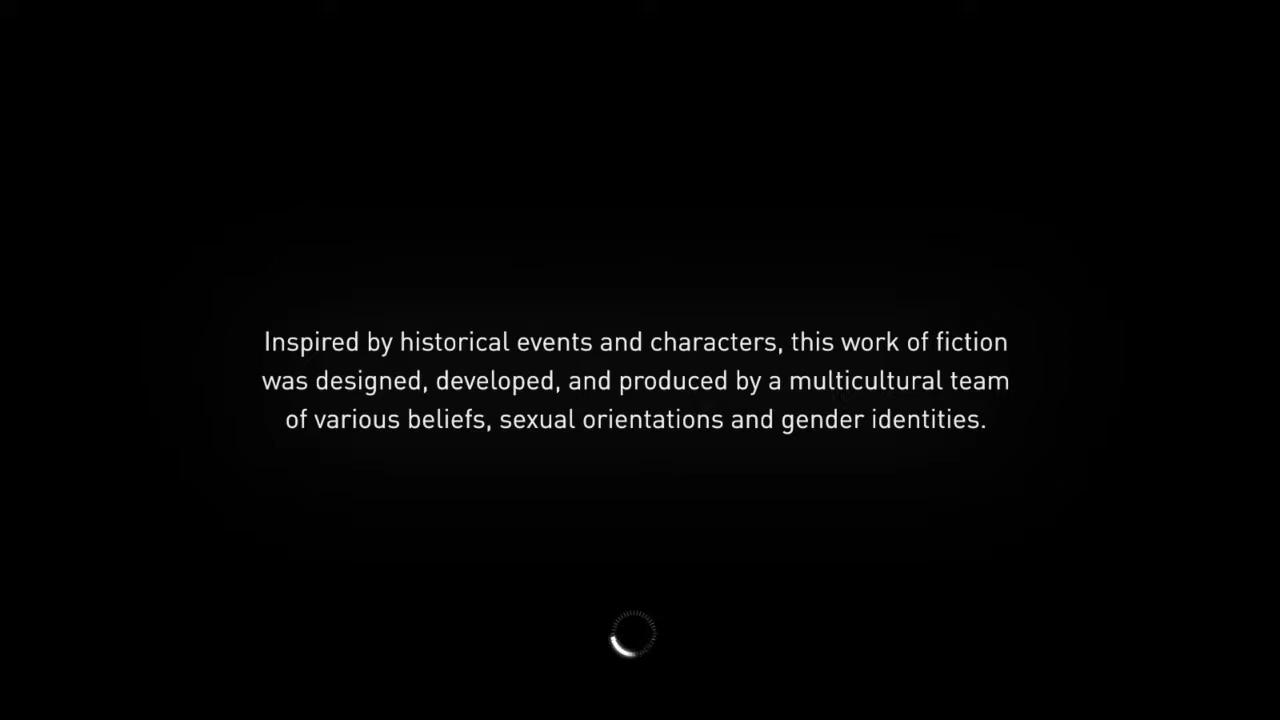 Inspired by historical events and characters, this work of fiction
was designed, developed, and produced by a multicultural team
of various beliefs, sexual orientations and gender identities.